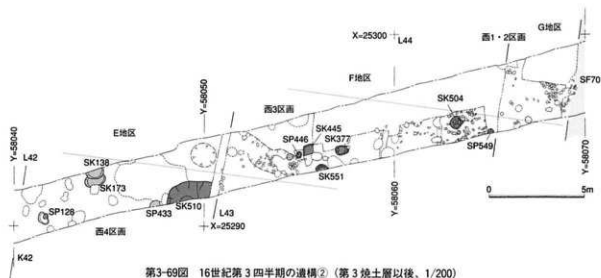 G地区
X=25300
L44
西1・2区画
F地区
SF70
Y=58050
西3区画
SK504
Y=58040
E地区
SK445
SP446
SK377
L42
SK138
SP549
Y=58070
SK173
SK551
Y=58060
SP128
SP433
SK510
L43
5m
0
西4区画
X=25290
K42
第3-69図 16世紀第3四半期の遺構② (第3焼土層以後、1/200)